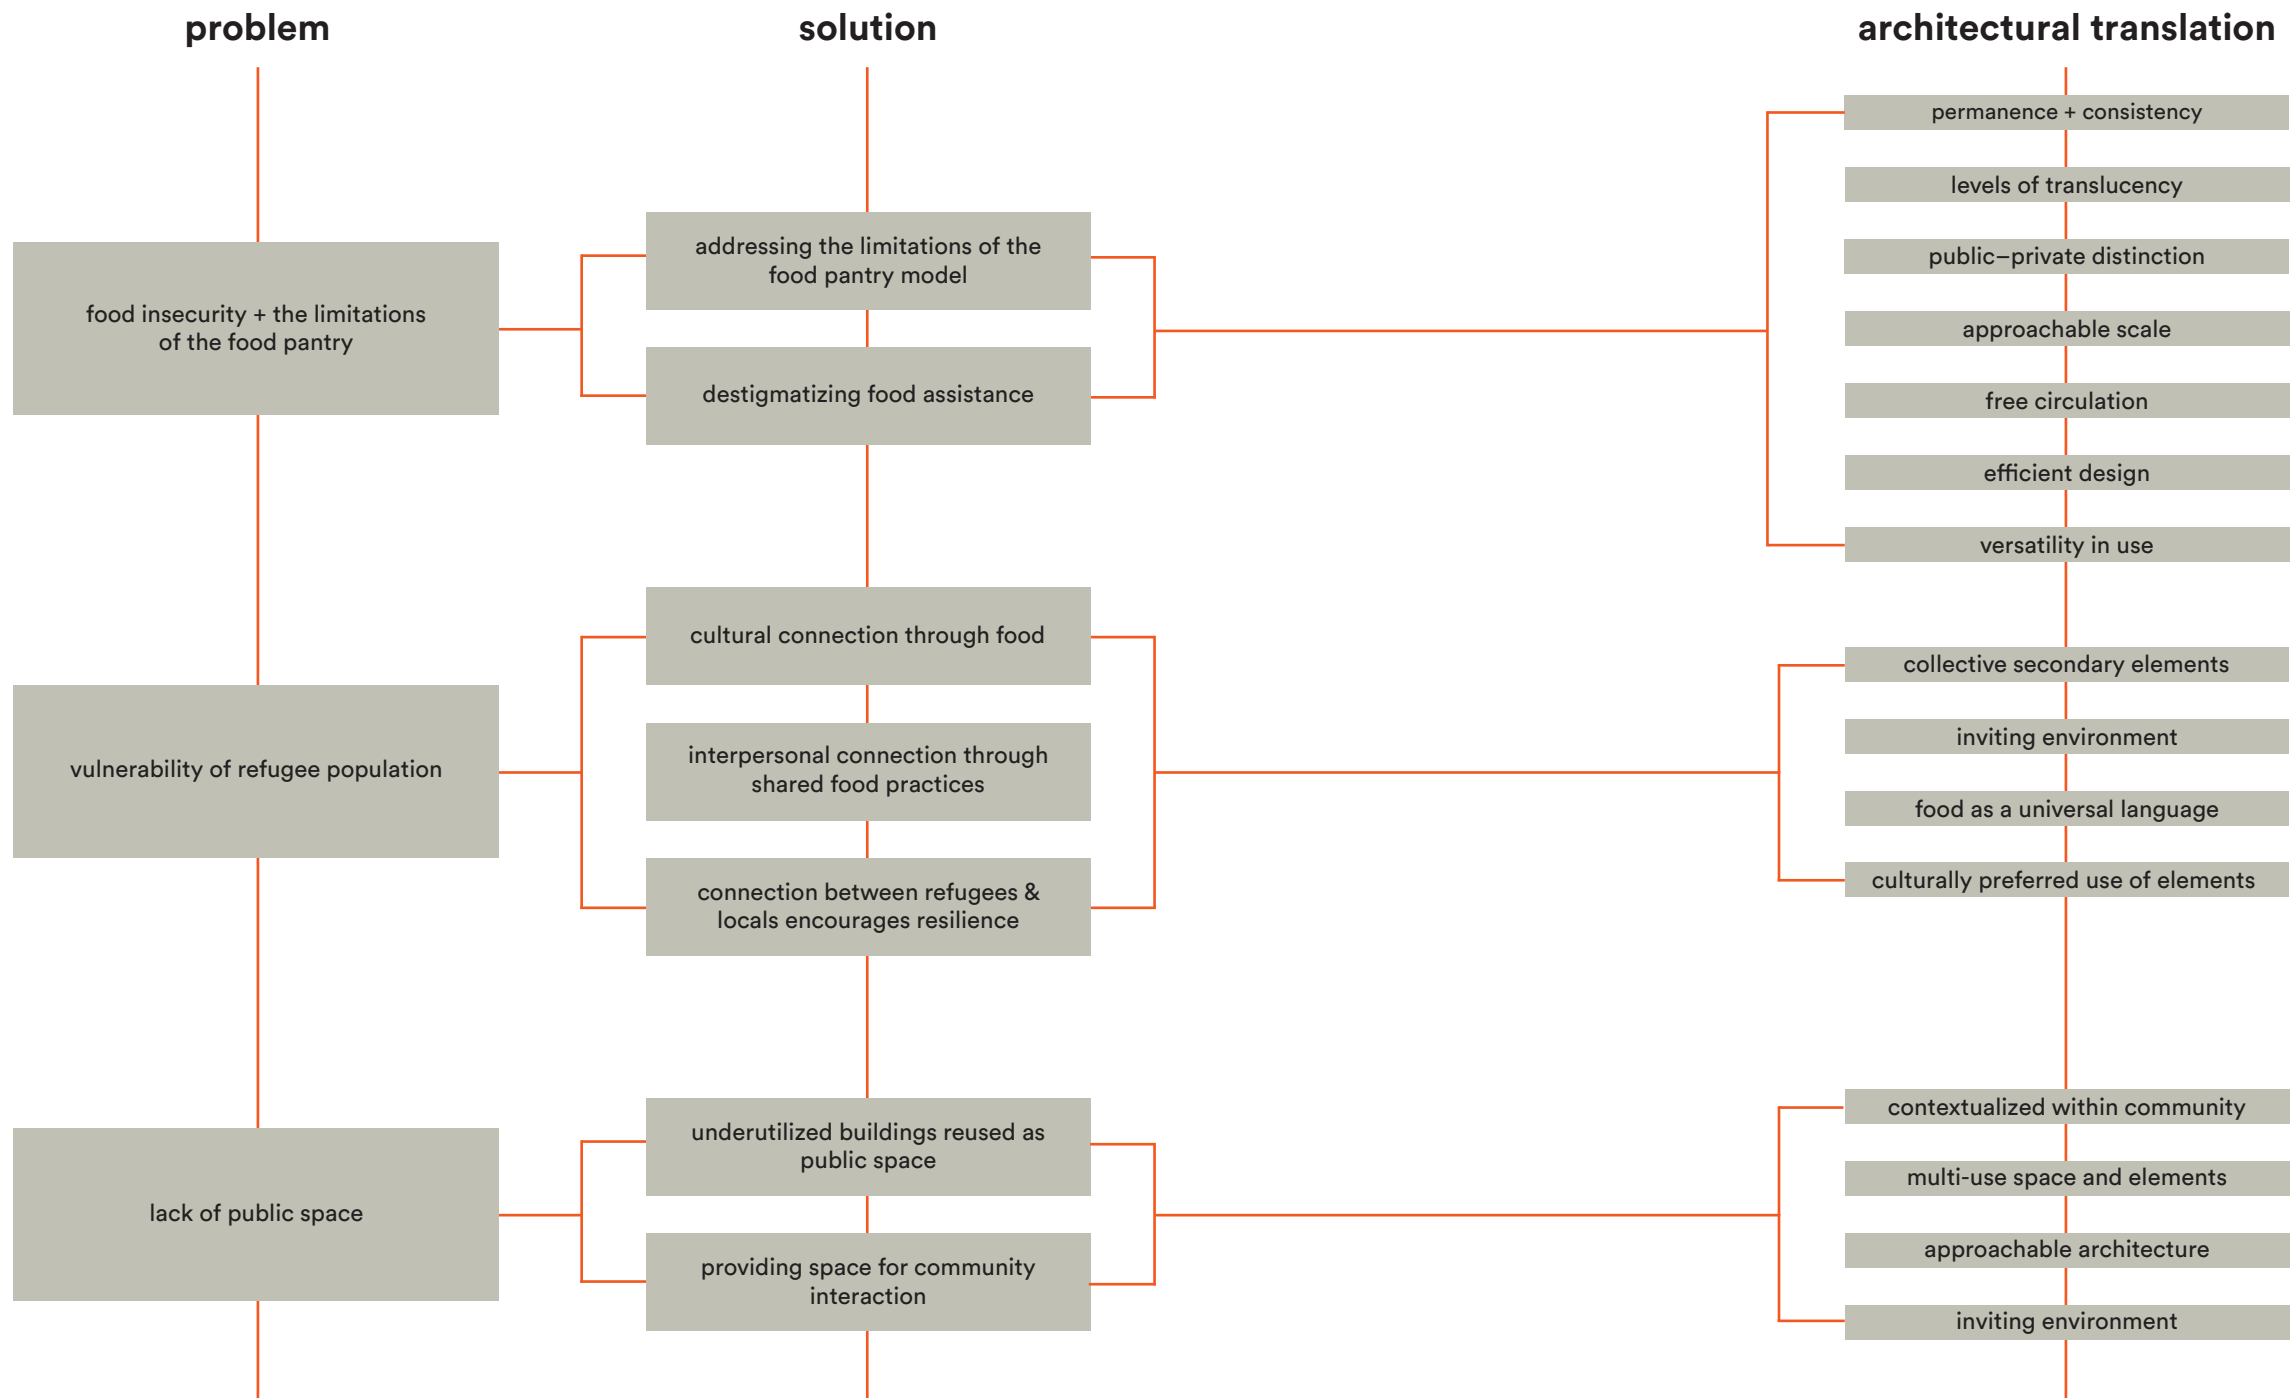 problem
solution
architectural translation
food insecurity + the limitations
of the food pantry
addressing the limitations of the
food pantry model
destigmatizing food assistance
permanence + consistency
levels of translucency
public–private distinction
approachable scale
free circulation
efficient design
versatility in use
vulnerability of refugee population
cultural connection through food
interpersonal connection through
shared food practices
connection between refugees &
locals encourages resilience
collective secondary elements
inviting environment
food as a universal language
culturally preferred use of elements
lack of public space
underutilized buildings reused as
public space
providing space for community
interaction
contextualized within community
multi-use space and elements
approachable architecture
inviting environment